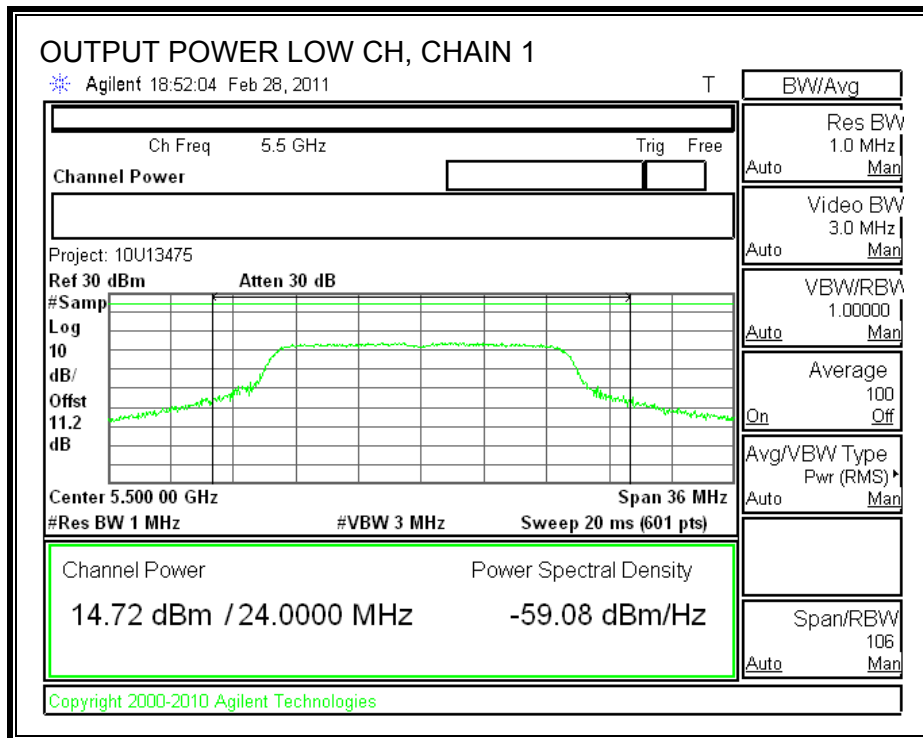 OUTPUT POWER LOW CH, CHAIN 1
Agilent 18:52:04 Feb 28, 2011 T
Ch Freq 5.5 GHz Trig Free
Channel Power
Project: 10U13475
Ref 30 dBm Atten 30 dB
#Samp
Log
10
dB/
Offst
11.2
dB
Center 5.500 00 GHz Span 36 MHz
#Res BW 1 MHz #VBW 3 MHz Sweep 20 ms (601 pts)
Channel Power Power Spectral Density
14.72 dBm / 24.0000 MHz -59.08 dBm/Hz
Copyright 2000-2010 Agilent Technologies
BW/Avg
Res BW
1.0 MHz
Auto Man
Video BW
3.0 MHz
Auto Man
VBW/RBW
1.00000
Auto Man
Average
100
On Off
Avg/VBW Type
Pwr (RMS)
Auto Man
Span/RBW
106
Auto Man